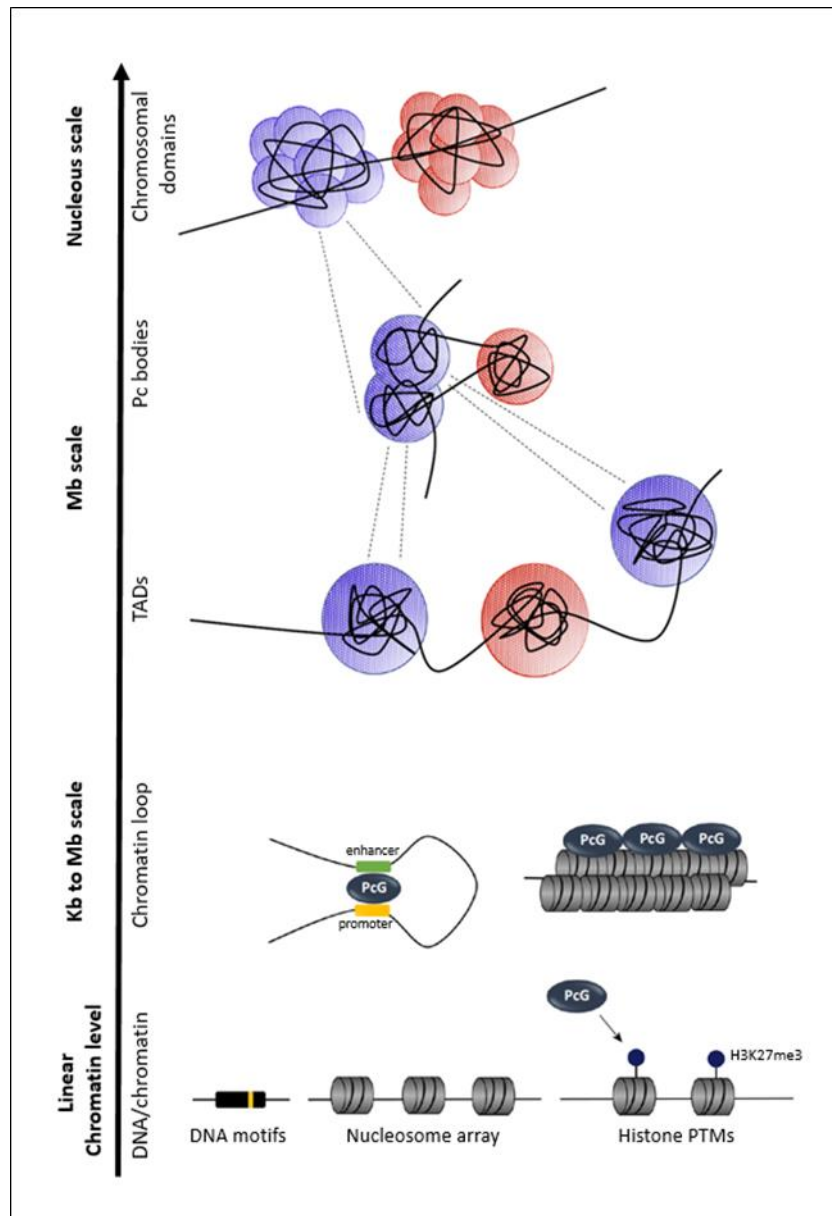 Nucleous scale
Chromosomal
domains
Mb scale
Pc bodies
TADs
Kb to Mb scale
Chromatin loop
enhancer
PcG
promoter
PcG PcG PcG
Linear
Chromatin level
DNA/chromatin
PcG
H3K27me3
DNA motifs
Nucleosome array
Histone PTMs